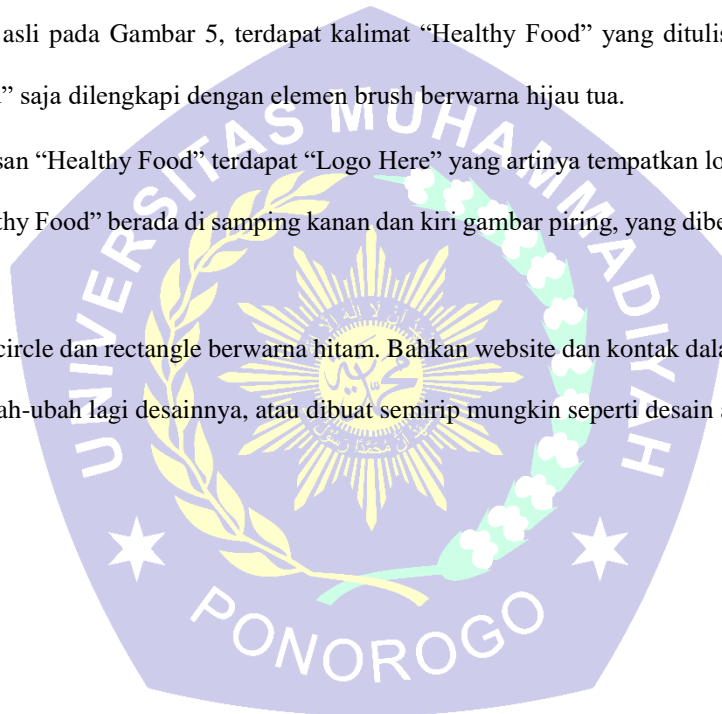 asli pada Gambar 5, terdapat kalimat “Healthy Food” yang ditulis
” saja dilengkapi dengan elemen brush berwarna hijau tua.
san “Healthy Food” terdapat “Logo Here” yang artinya tempatkan lo
thy Food” berada di samping kanan dan kiri gambar piring, yang dibe
circle dan rectangle berwarna hitam. Bahkan website dan kontak dala
ah-ubah lagi desainnya, atau dibuat semirip mungkin seperti desain a
UNIVERSITAS MUHAMMADIYAH
PONOROGO